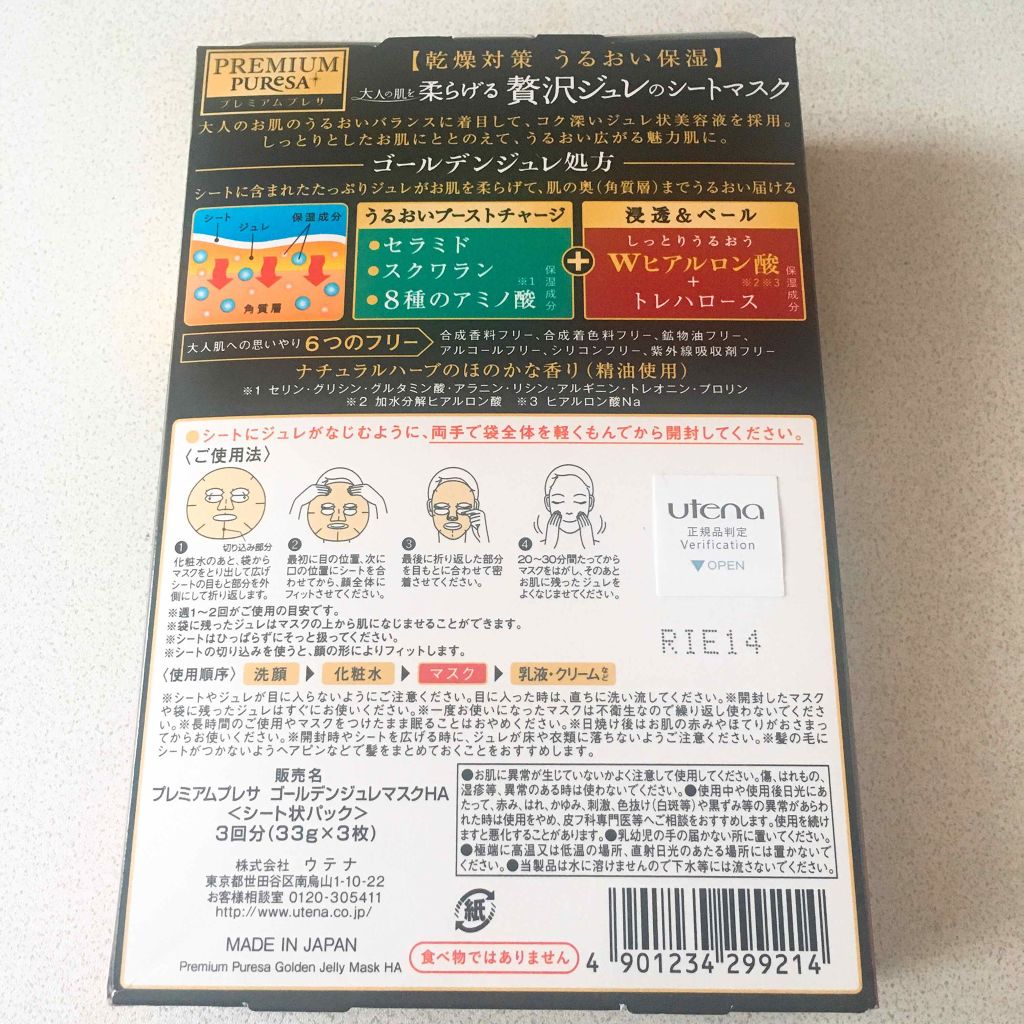 PREMIUM
PUReSA
プレミアムプレサ
【乾燥対策 うるおい保湿】
大人の肌を柔らげる 贅沢ジュレのシートマスク
大人のお肌のうるおいバランスに着目して、コク深いジュレ状美容液を採用。
しっとりとしたお肌にととのえて、うるおい広がる魅力肌に。
ゴールデンジュレ処方
シートに含まれたたっぷりジュレがお肌を柔らげて、肌の奥(角質層)までうるおい届ける
シート
ジュレ
保湿成分
角質層
うるおいブーストチャージ
●セラミド
●スクワラン
●8種のアミノ酸
※1
保湿成分
+
浸透&ベール
しっとりうるおう
Wヒアルロン酸
※2※3
+
トレハロース
保湿成分
大人肌への思いやり 6つのフリー
合成香料フリー、合成着色料フリー、鉱物油フリー、
アルコールフリー、シリコンフリー、紫外線吸収剤フリー
ナチュラルハーブのほのかな香り(精油使用)
※1 セリン・グリシン・グルタミン酸・アラニン・リシン・アルギニン・トレオニン・プロリン
※2 加水分解ヒアルロン酸 ※3 ヒアルロン酸Na
●シートにジュレがなじむように、両手で袋全体を軽くもんでから開封してください。
〈ご使用法〉
切り込み部分
1
化粧水のあと、袋から
マスクをとり出して広げ
シートの目もと部分を外
側にして折り返します。
2
最初に目の位置、次に
口の位置にシートを合
わせてから、顔全体に
フィットさせてください。
3
最後に折り返した部分
を目もとに合わせて密
着させてください。
4
20〜30分間たってから
マスクをはがし、そのあと
お肌に残ったジュレを
よくなじませてください。
utena
正規品判定
Verification
▼OPEN
※週1〜2回がご使用の目安です。
※袋に残ったジュレはマスクの上から肌になじませることができます。
※シートはひっぱらずにそっと扱ってください。
※シートの切り込みを使うと、顔の形によりフィットします。
RIE14
〈使用順序〉 洗顔 ▶ 化粧水 ▶ マスク ▶ 乳液・クリームなど
※シートやジュレが目に入らないようにご注意ください。目に入った時は、直ちに洗い流してください。※開封したマスク
や袋に残ったジュレはすぐにお使いください。※一度お使いになったマスクは不衛生なので繰り返し使わないでくださ
い。※長時間のご使用やマスクをつけたまま眠ることはおやめください。※日焼け後はお肌の赤みやほてりがおさまっ
てからお使いください。※開封時やシートを広げる時に、ジュレが床や衣類に落ちないようご注意ください。※髪の毛に
シートがつかないようヘアピンなどで髪をまとめておくことをおすすめします。
販売名
プレミアムプレサ ゴールデンジュレマスクHA
<シート状パック>
3回分(33g×3枚)
株式会社 ウテナ
東京都世田谷区南烏山1-10-22
お客様相談室 0120-305411
http://www.utena.co.jp/
MADE IN JAPAN
Premium Puresa Golden Jelly Mask HA
●お肌に異常が生じていないかよく注意して使用してください。傷、はれもの、
湿疹等、異常のある時は使わないでください。●使用中や使用後日光にあ
たって、赤み、はれ、かゆみ、刺激、色抜け(白斑等)や黒ずみ等の異常があらわ
れた時は使用をやめ、皮フ科専門医等へご相談をおすすめします。使用を続け
ますと悪化することがあります。●乳幼児の手の届かない所に置いてください。
●極端に高温又は低温の場所、直射日光のあたる場所には置かないで
ください。●当製品は水に溶けませんので下水等には流さないでください。
紙
食べ物ではありません
4 901234 299214